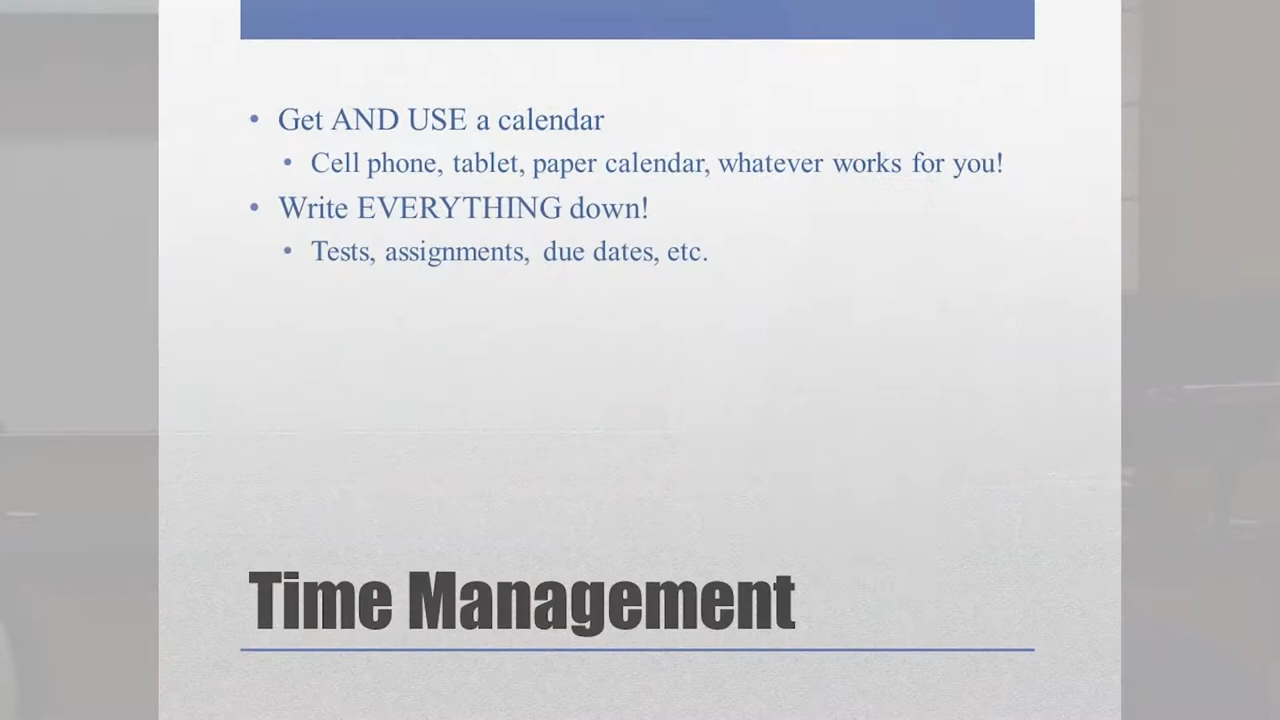 • Get AND USE a calendar
• Cell phone, tablet, paper calendar, whatever works for you!
• Write EVERYTHING down!
• Tests, assignments, due dates, etc.
Time Management